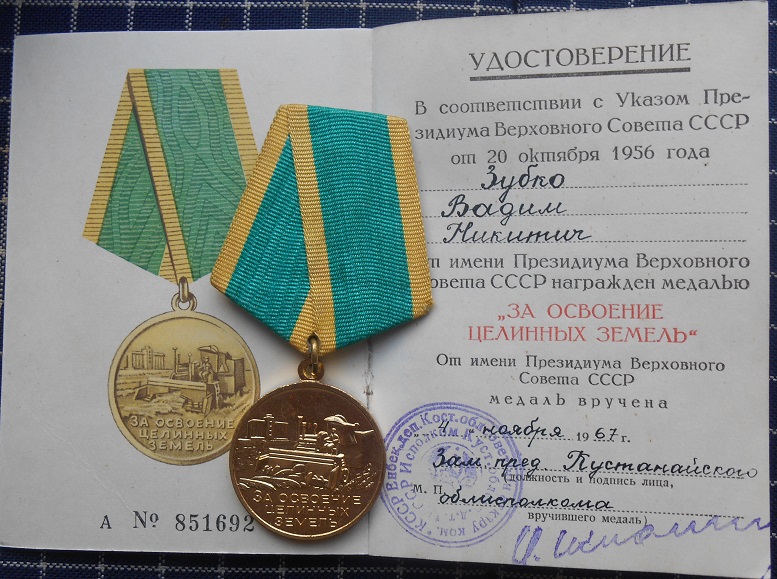 ЗА ОСВОЕНИЕ
ЦЕЛИННЫХ
ЗЕМЕЛЬ
А № 851692
ЗА ОСВОЕНИЕ
ЦЕЛИННЫХ
ЗЕМЕЛЬ
УДОСТОВЕРЕНИЕ
В соответствии с Указом Пре-
зидиума Верховного Совета СССР
от 20 октября 1956 года
Зубко
Вадим
Никитич
от имени Президиума Верховного
Совета СССР награжден медалью
„ЗА ОСВОЕНИЕ
ЦЕЛИННЫХ ЗЕМЕЛЬ“
От имени Президиума Верховного
Совета СССР
медаль вручена
„4“ ноября 1967 г.
Зам. пред Кустанайского
(должность и подпись лица,
М. П. облисполкома
вручившего медаль)